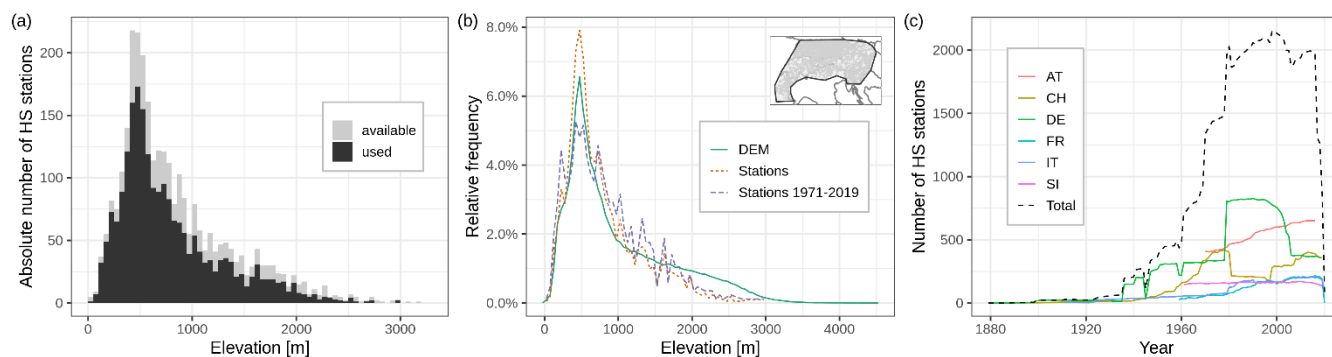 (a)
Absolute number of HS stations
200
150
100
50
0
available
used
0
1000
2000
3000
Elevation [m]
(b)
Relative frequency
8.0%
6.0%
4.0%
2.0%
0.0%
DEM
Stations
Stations 1971-2019
0
1000
2000
3000
4000
Elevation [m]
(c)
Number of HS stations
2000
1500
1000
500
0
AT
CH
DE
FR
IT
SI
Total
1880
1920
1960
2000
Year